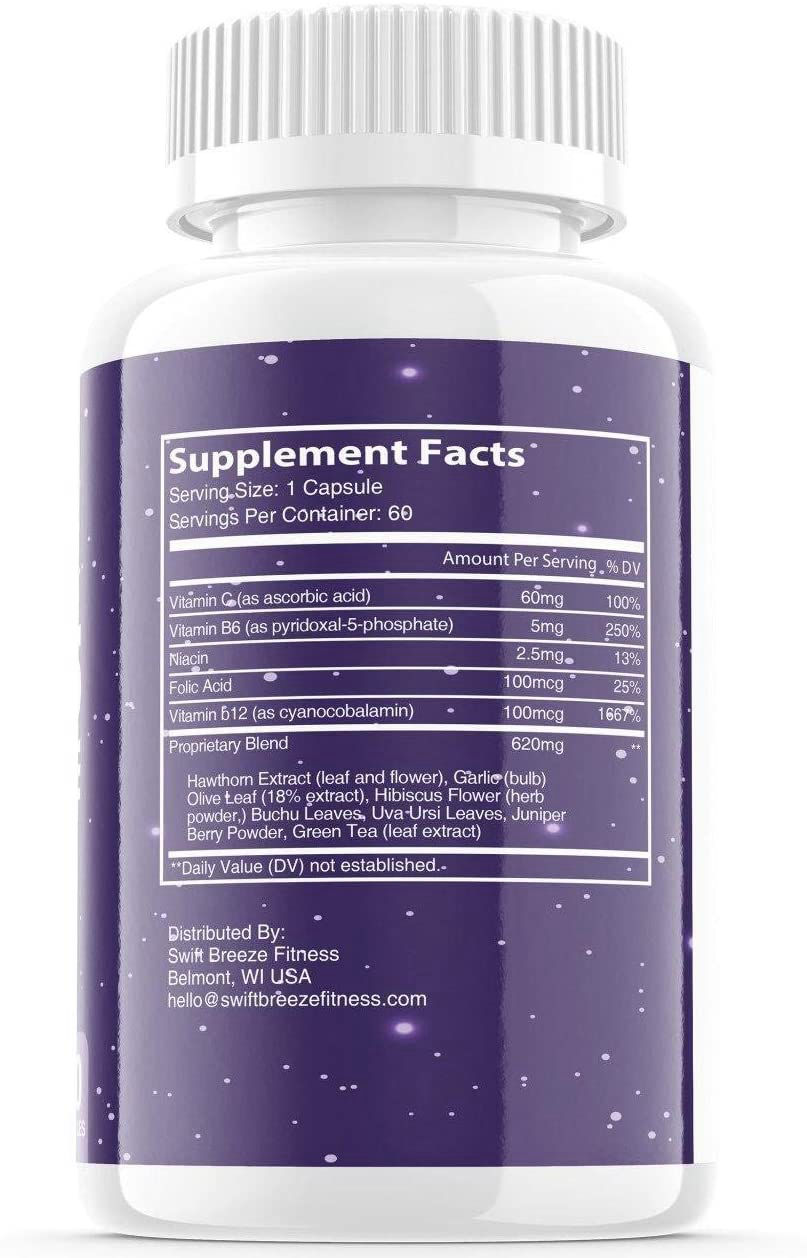 Supplement Facts
Serving Size: 1 Capsule
Servings Per Container: 60
Amount Per Serving % DV
Vitamin C (as ascorbic acid) 60mg 100%
Vitamin B6 (as pyridoxal-5-phosphate) 5mg 250%
Niacin 2.5mg 13%
Folic Acid 100mcg 25%
Vitamin b12 (as cyanocobalamin) 100mcg 1667%
Proprietary Blend 620mg **
Hawthorn Extract (leaf and flower), Garlic (bulb)
Olive Leaf (18% extract), Hibiscus Flower (herb
powder,) Buchu Leaves, Uva Ursi Leaves, Juniper
Berry Powder, Green Tea (leaf extract)
**Daily Value (DV) not established.
Distributed By:
Swift Breeze Fitness
Belmont, WI USA
hello@swiftbreezefitness.com